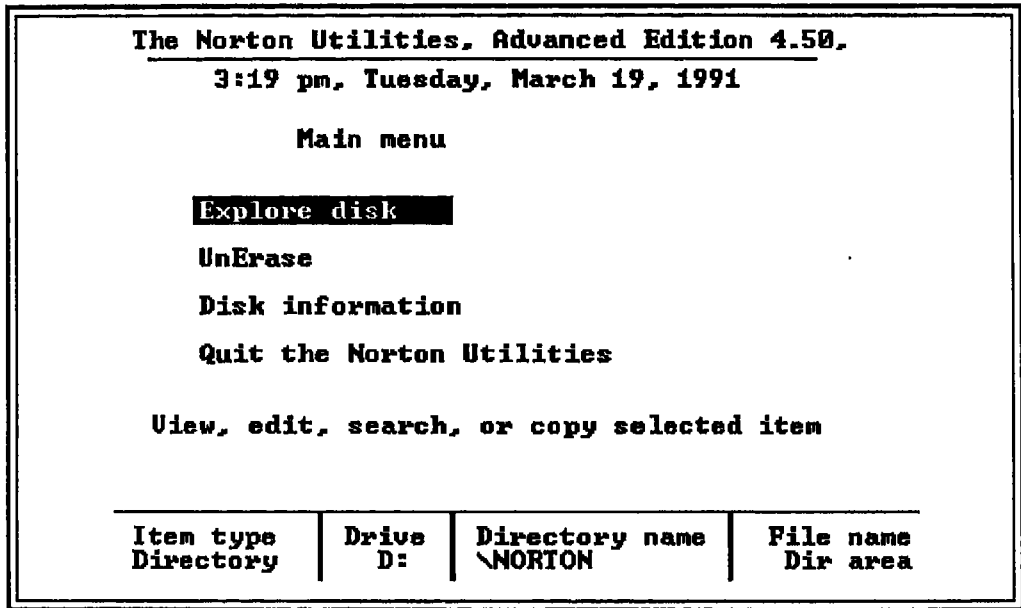 The Norton Utilities, Advanced Edition 4.50,
3:19 pm, Tuesday, March 19, 1991
Main menu
Explore disk
UnErase
Disk information
Quit the Norton Utilities
View, edit, search, or copy selected item
Item type Drive Directory name File name
Directory D: \NORTON Dir area